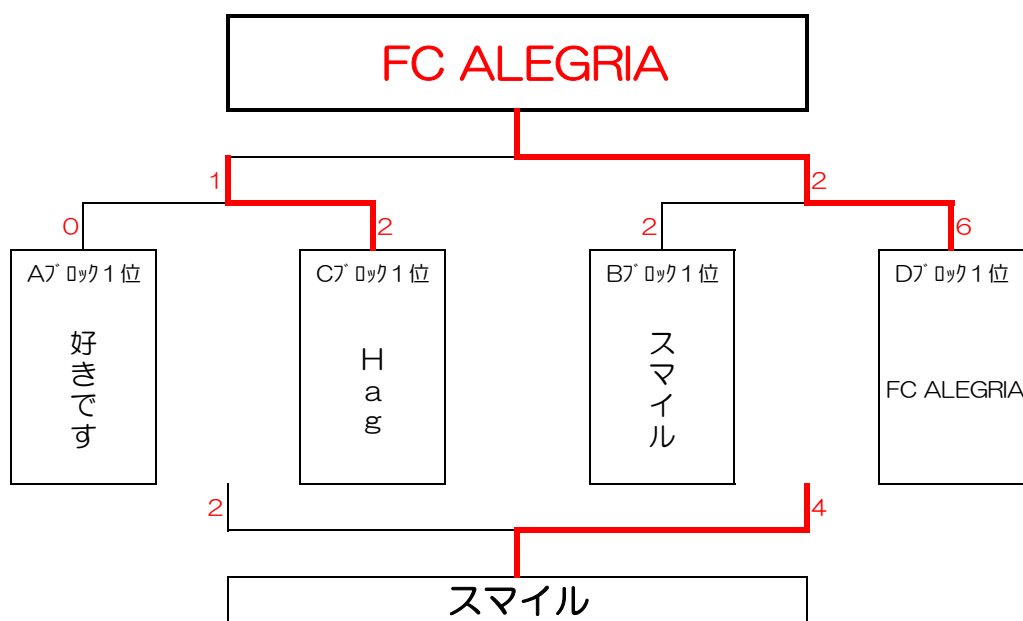 FC ALEGRIA
1
2
0
2
2
6
Aﾌﾞﾛｯｸ1位
Cﾌﾞﾛｯｸ1位
Bﾌﾞﾛｯｸ1位
Dﾌﾞﾛｯｸ1位
好きです
Hag
スマイル
FC ALEGRIA
2
4
スマイル